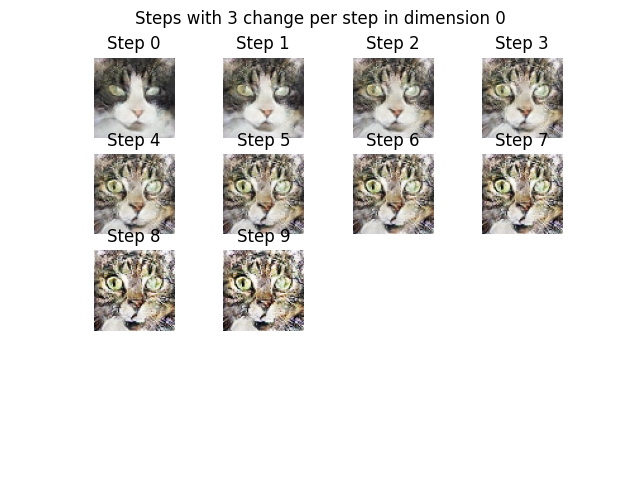 Steps with 3 change per step in dimension 0
Step 0 Step 1 Step 2 Step 3
Step 4 Step 5 Step 6 Step 7
Step 8 Step 9